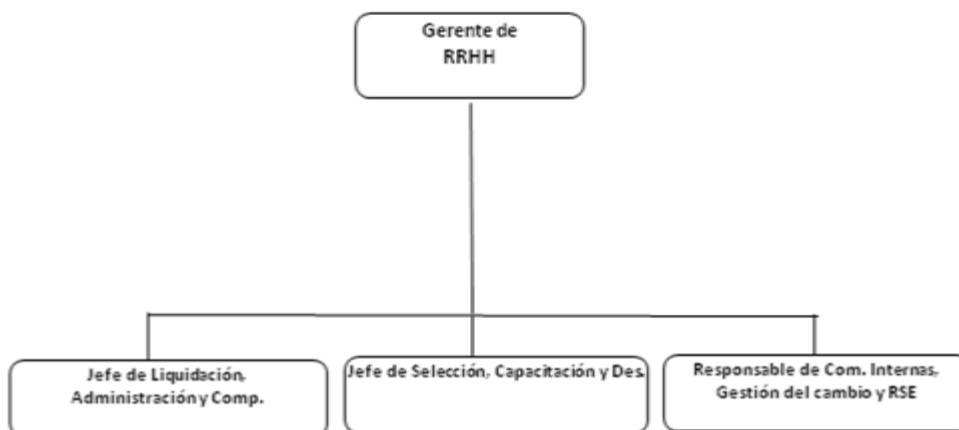 Gerente de
RRHH
Jefe de Liquidación,
Administración y Comp.
Jefe de Selección, Capacitación y Des.
Responsable de Com. Internas,
Gestión del cambio y RSE